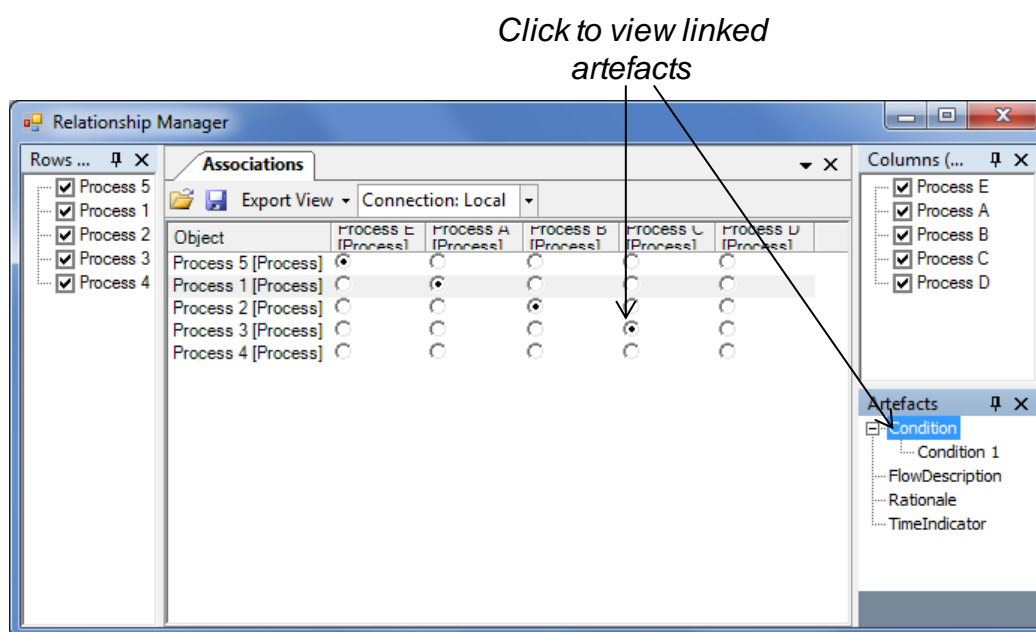 Click to view linked
artefacts
Relationship Manager
Rows ...
Process 5
Process 1
Process 2
Process 3
Process 4
Associations
Export View
Connection: Local
Object
Process E
[Process]
Process A
[Process]
Process B
[Process]
Process C
[Process]
Process D
[Process]
Process 5 [Process]
Process 1 [Process]
Process 2 [Process]
Process 3 [Process]
Process 4 [Process]
Columns (...
Process E
Process A
Process B
Process C
Process D
Artefacts
Condition
Condition 1
FlowDescription
Rationale
TimeIndicator